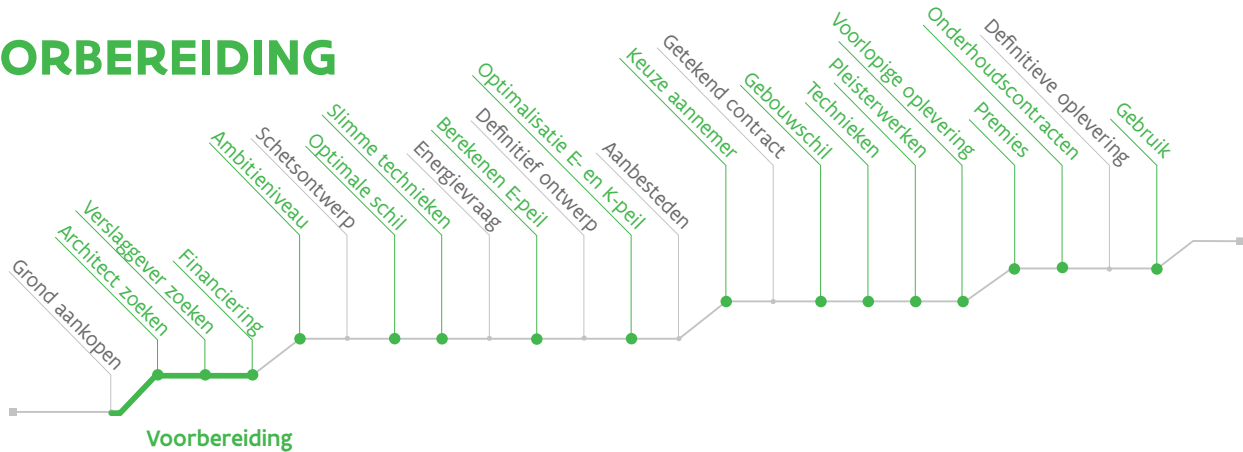 ORBEREIDING
Grond aankopen
Architect zoeken
Verslaggever zoeken
Financiering
Ambitieniveau
Schetsontwerp
Optimale schil
Slimme technieken
Energievraag
Berekenen E-peil
Definitief ontwerp
Optimalisatie E- en K-peil
Aanbesteden
Keuze aannemer
Getekend contract
Gebouwschil
Technieken
Pleisterwerken
Voorlopige oplevering
Premies
Onderhoudscontracten
Definitieve oplevering
Gebruik
Voorbereiding